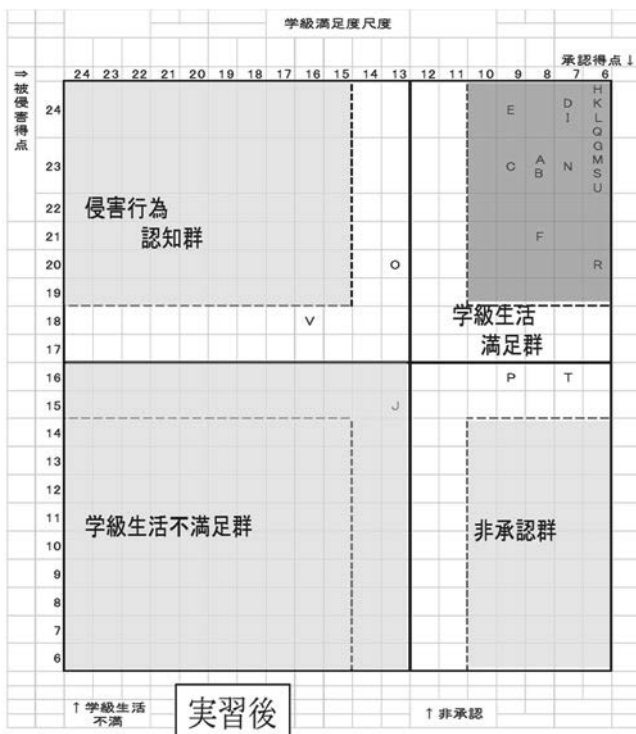 学級満足度尺度
承認得点↓
⇒被侵害得点
24 23 22 21 20 19 18 17 16 15 14 13 12 11 10 9 8 7 6
24 E D H
I K
L
Q
G
23 C A N M
B S
U
22
侵害行為
認知群
21 F
20 O R
19
18 V
学級生活
満足群
17
16 P T
15 J
14
13
12
11
学級生活不満足群 非承認群
10
9
8
7
6
↑学級生活
不満
実習後
↑非承認